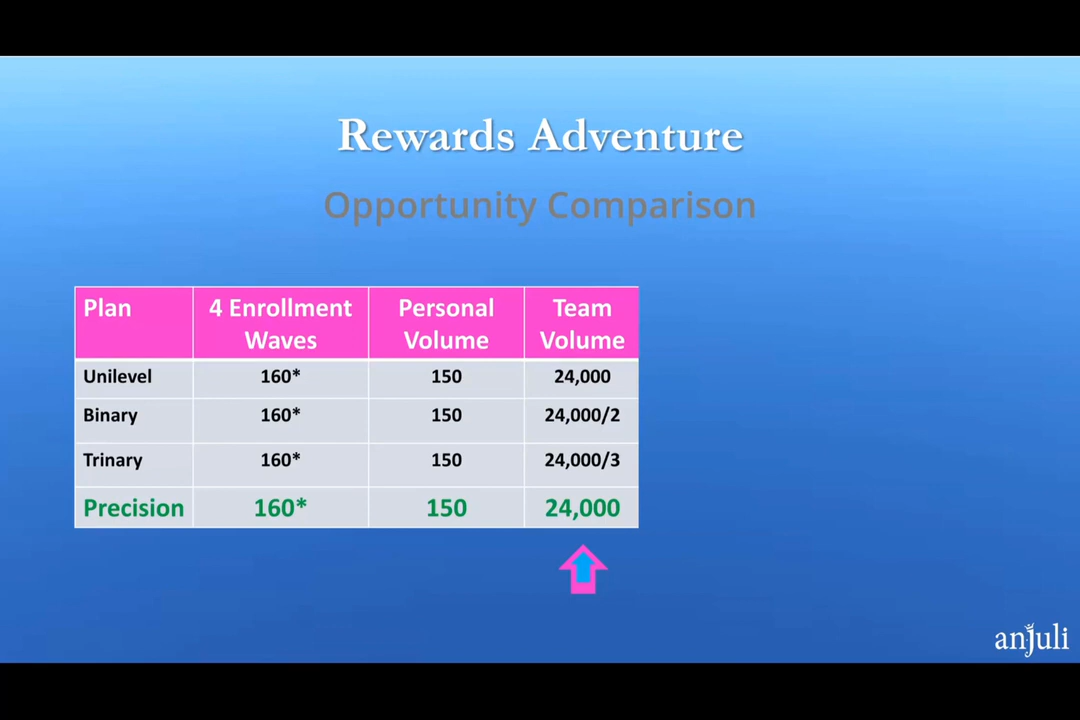 Rewards Adventure
Opportunity Comparison
Plan 4 Enrollment Waves Personal Volume Team Volume
Unilevel 160* 150 24,000
Binary 160* 150 24,000/2
Trinary 160* 150 24,000/3
Precision 160* 150 24,000
anjuli